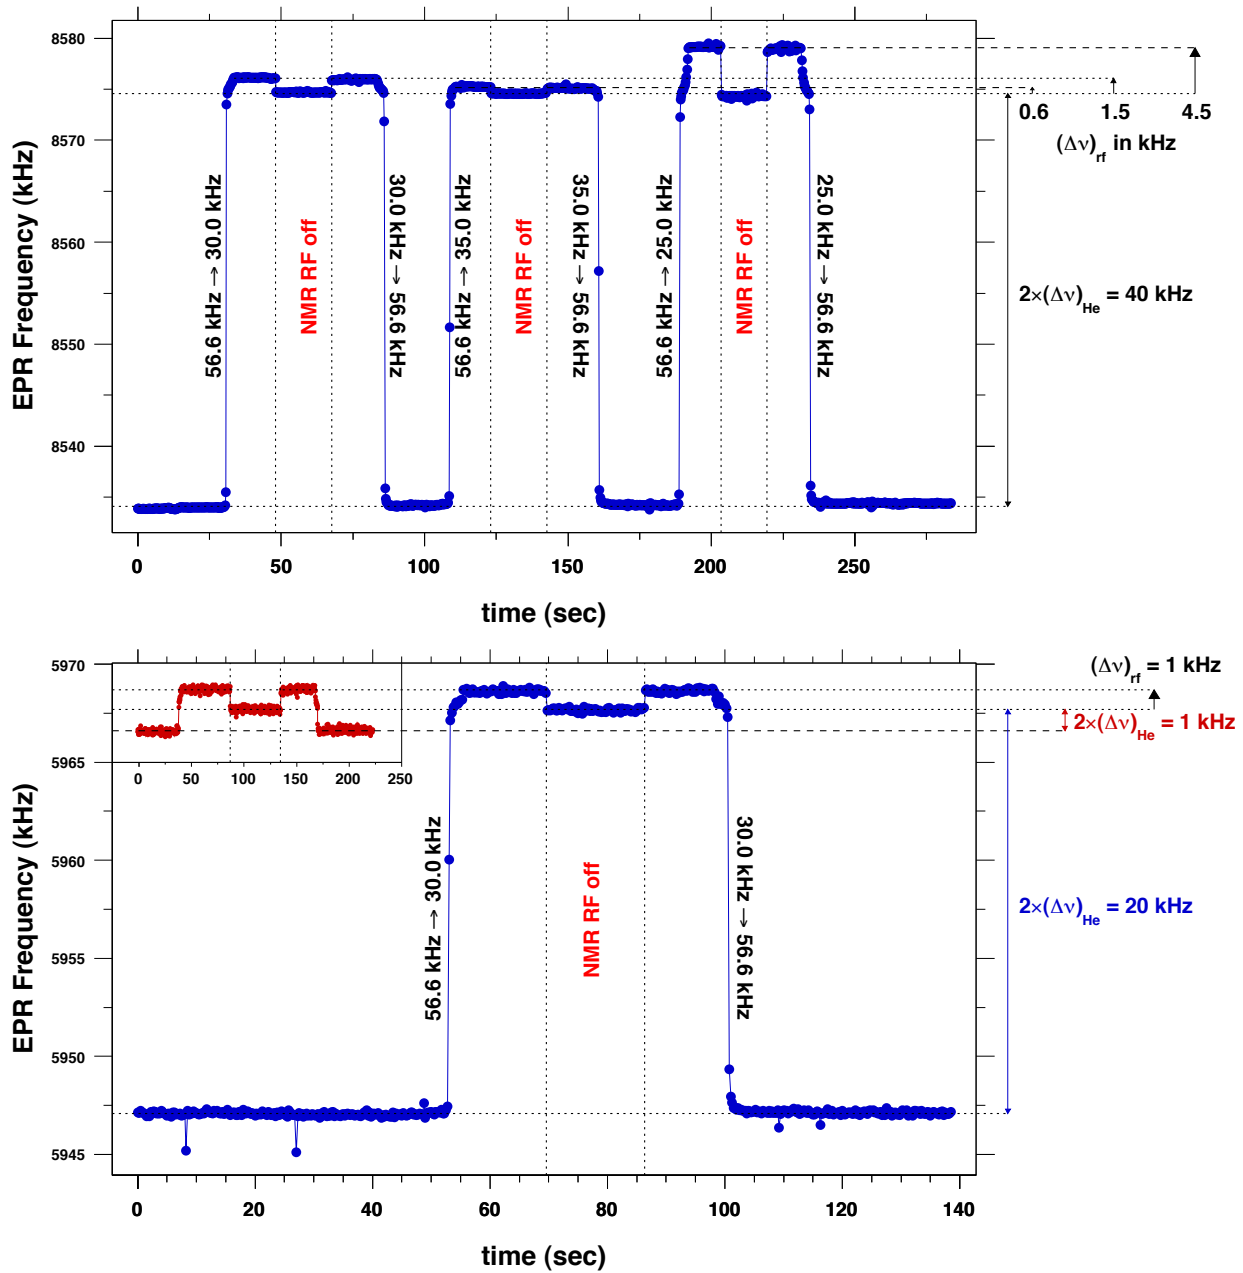 8580
8570
8560
8550
8540
EPR Frequency (kHz)
56.6 kHz → 30.0 kHz
NMR RF off
30.0 kHz → 56.6 kHz
56.6 kHz → 35.0 kHz
NMR RF off
35.0 kHz → 56.6 kHz
56.6 kHz → 25.0 kHz
NMR RF off
25.0 kHz → 56.6 kHz
0.6 1.5 4.5
(Δν)rf in kHz
2×(Δν)He = 40 kHz
0 50 100 150 200 250
time (sec)
5970
5965
5960
5955
5950
5945
EPR Frequency (kHz)
0 50 100 150 200 250
56.6 kHz → 30.0 kHz
NMR RF off
30.0 kHz → 56.6 kHz
(Δν)rf = 1 kHz
2×(Δν)He = 1 kHz
2×(Δν)He = 20 kHz
0 20 40 60 80 100 120 140
time (sec)